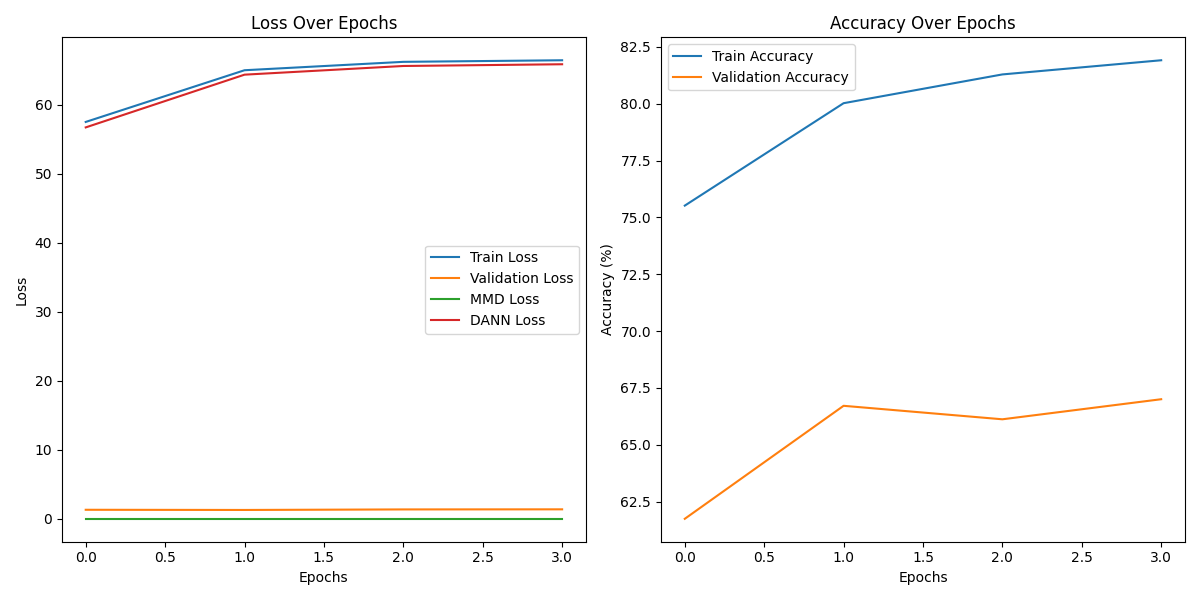 Loss Over Epochs
Loss
60
50
40
30
20
10
0
Train Loss
Validation Loss
MMD Loss
DANN Loss
0.0 0.5 1.0 1.5 2.0 2.5 3.0
Epochs
Accuracy Over Epochs
Accuracy (%)
82.5
80.0
77.5
75.0
72.5
70.0
67.5
65.0
62.5
Train Accuracy
Validation Accuracy
0.0 0.5 1.0 1.5 2.0 2.5 3.0
Epochs